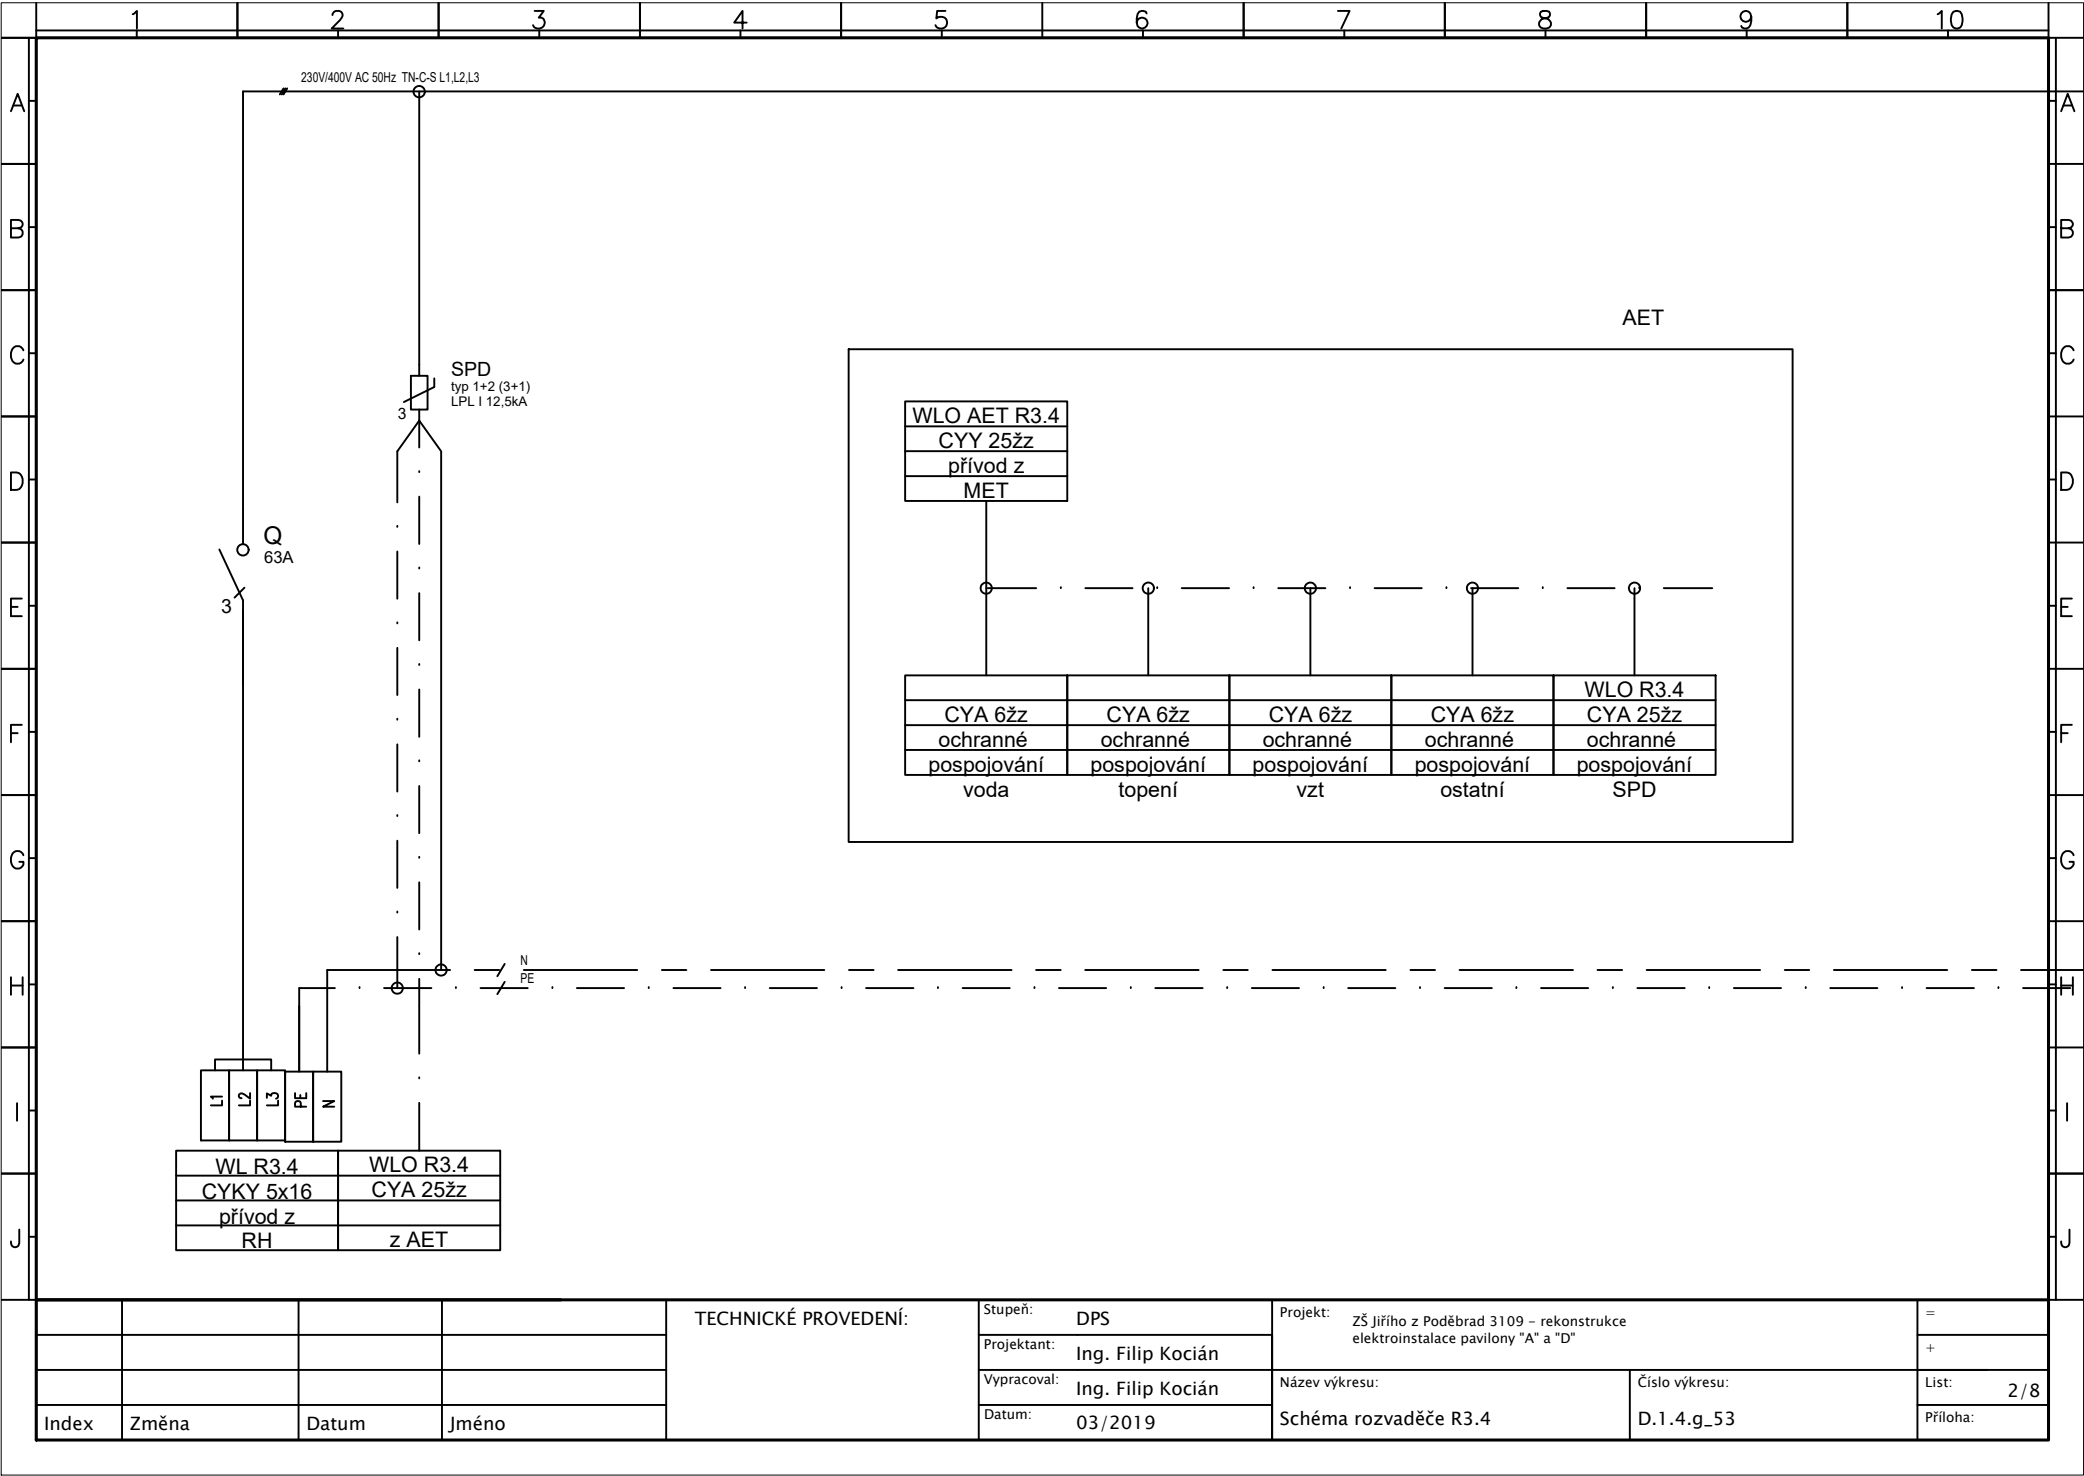 1 2 3 4 5 6 7 8 9 10
230V/400V AC 50Hz TN-C-S L1,L2,L3
A A
B B
AET
C C
SPD
typ 1+2 (3+1)
LPL I 12,5kA
3
WLO AET R3.4
CYY 25žz
přívod z
MET
D D
Q
63A
3
E E
WLO R3.4
CYA 6žz CYA 6žz CYA 6žz CYA 6žz CYA 25žz
ochranné ochranné ochranné ochranné ochranné
pospojování pospojování pospojování pospojování pospojování
voda topení vzt ostatní SPD
F F
G G
N
PE
H H
L1 L2 L3 PE N
I I
WL R3.4 WLO R3.4
CYKY 5x16 CYA 25žz
přívod z
RH z AET
J J
TECHNICKÉ PROVEDENÍ:
Index Změna Datum Jméno
Stupeň: DPS
Projektant: Ing. Filip Kocián
Vypracoval: Ing. Filip Kocián
Datum: 03/2019
Projekt: ZŠ Jiřího z Poděbrad 3109 – rekonstrukce
elektroinstalace pavilony "A" a "D"
Název výkresu:
Schéma rozvaděče R3.4
Číslo výkresu:
D.1.4.g_53
=
+
List: 2/8
Příloha: